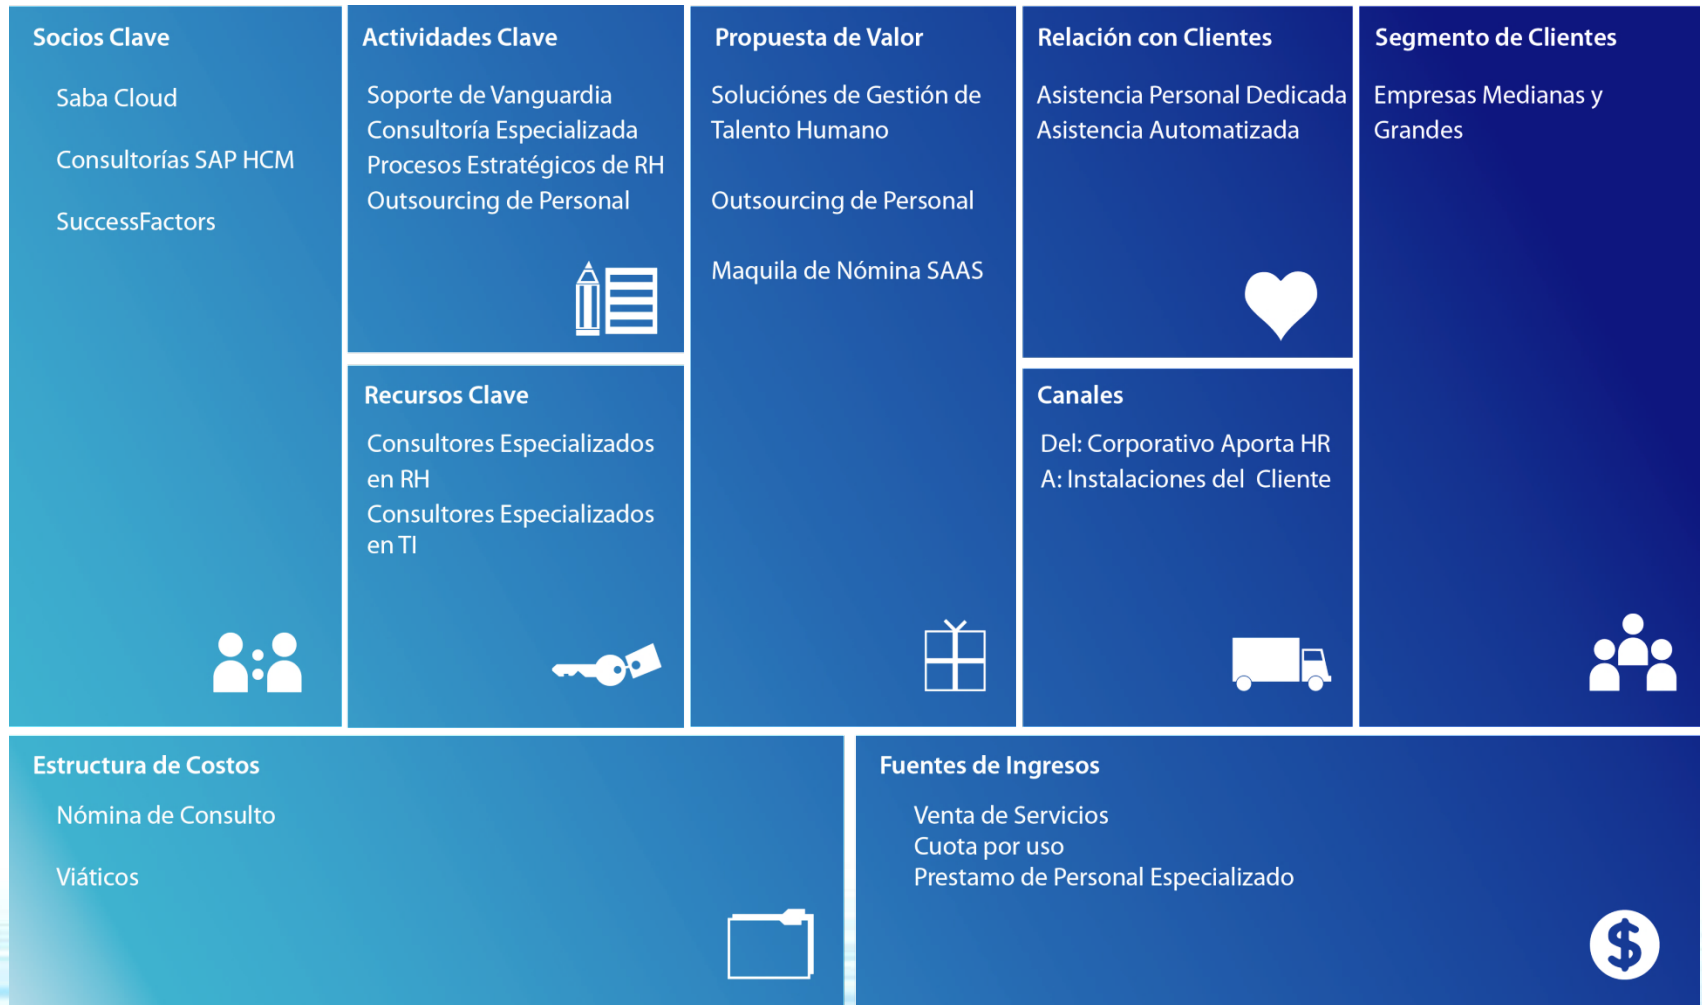 Socios Clave
Saba Cloud
Consultorías SAP HCM
SuccessFactors
Actividades Clave
Soporte de Vanguardia
Consultoría Especializada
Procesos Estratégicos de RH
Outsourcing de Personal
Recursos Clave
Consultores Especializados
en RH
Consultores Especializados
en TI
Propuesta de Valor
Soluciónes de Gestión de
Talento Humano
Outsourcing de Personal
Maquila de Nómina SAAS
Relación con Clientes
Asistencia Personal Dedicada
Asistencia Automatizada
Canales
Del: Corporativo Aporta HR
A: Instalaciones del Cliente
Segmento de Clientes
Empresas Medianas y
Grandes
Estructura de Costos
Nómina de Consulto
Viáticos
Fuentes de Ingresos
Venta de Servicios
Cuota por uso
Prestamo de Personal Especializado
$